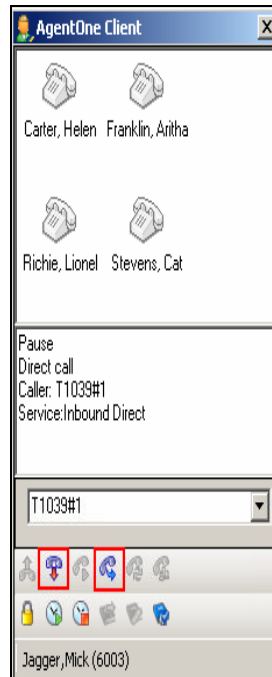 AgentOne Client
Carter, Helen Franklin, Aritha
Richie, Lionel Stevens, Cat
Pause
Direct call
Caller: T1039#1
Service:Inbound Direct
T1039#1
Jagger,Mick (6003)